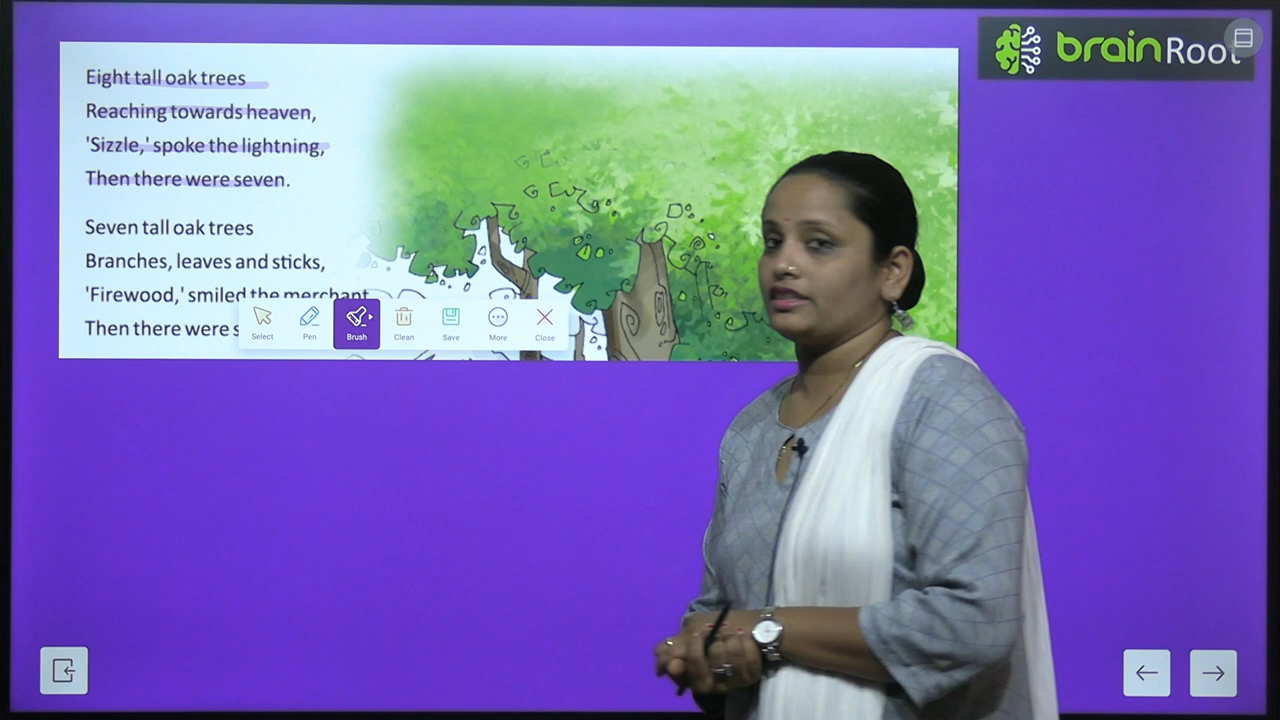 brainRoot
Eight tall oak trees
Reaching towards heaven,
'Sizzle,' spoke the lightning,
Then there were seven.
Seven tall oak trees
Branches, leaves and sticks,
'Firewood,' smiled the merchant
Then there were
Select Pen Brush Clean Save More Close